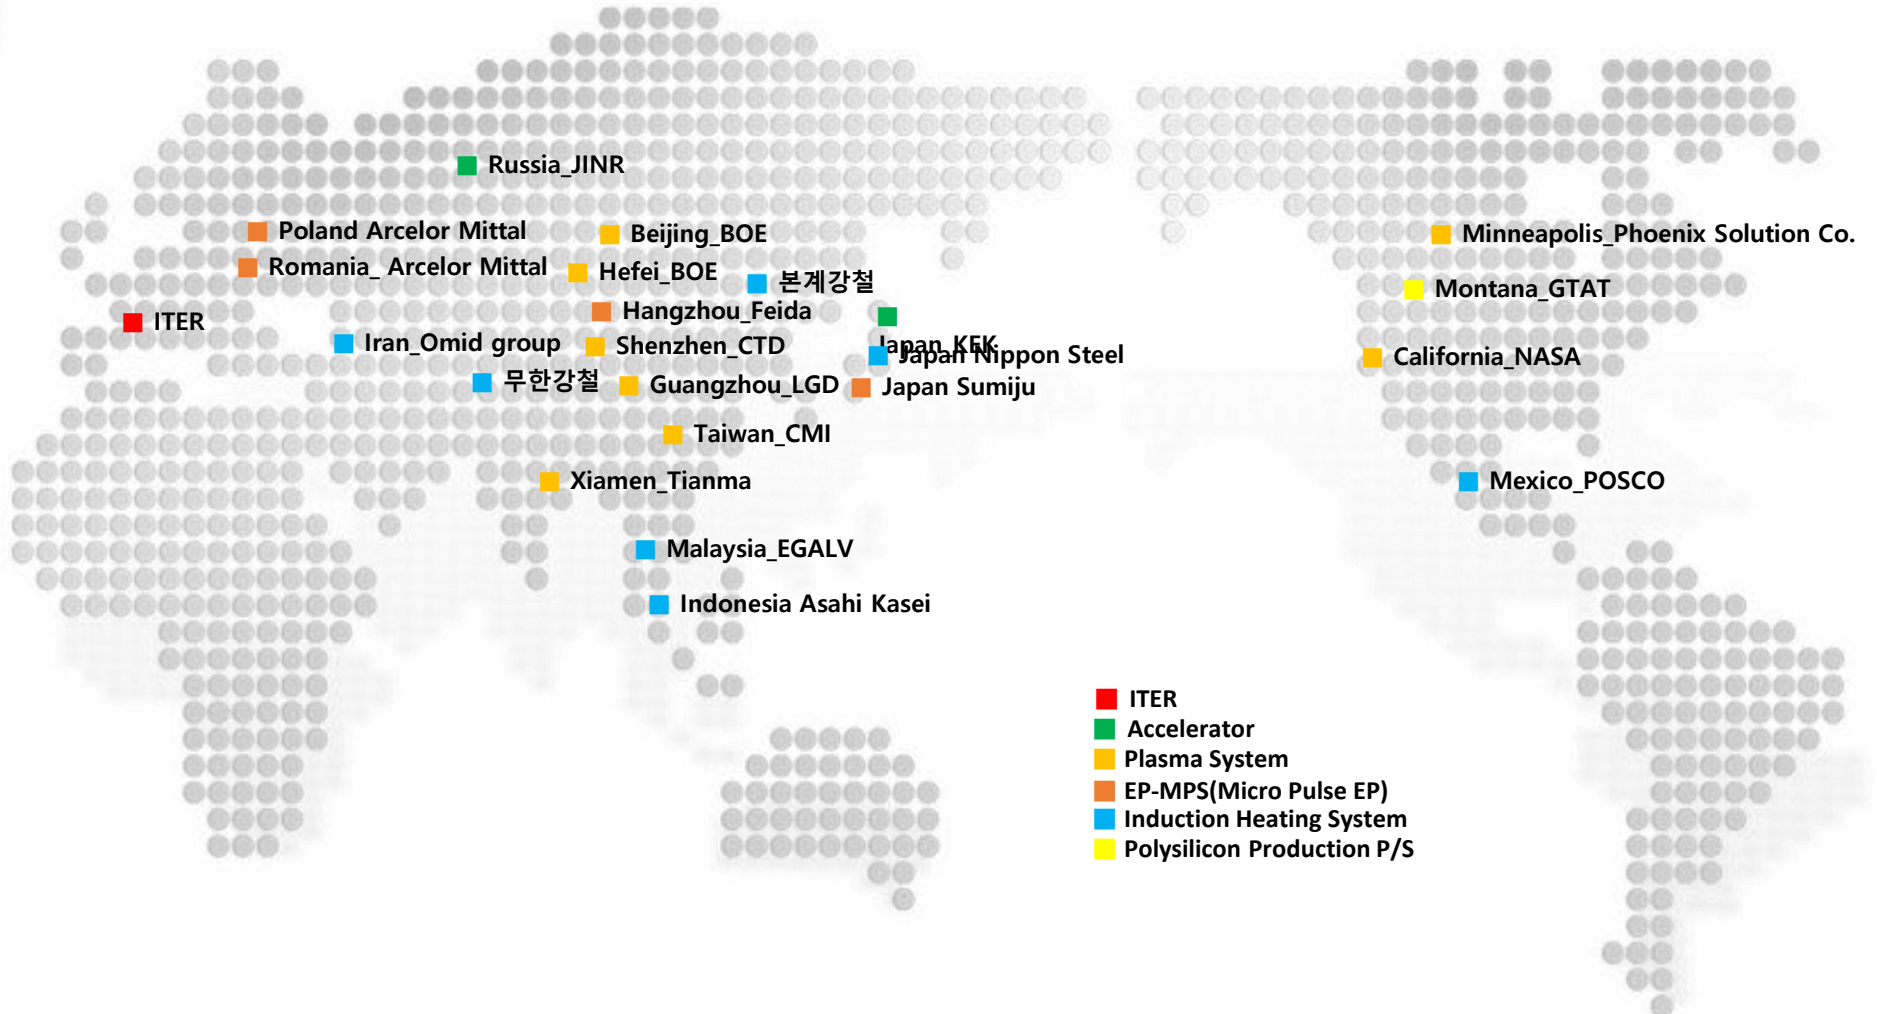 Russia_JINR
Poland Arcelor Mittal
Beijing_BOE
Minneapolis_Phoenix Solution Co.
Romania_ Arcelor Mittal
Hefei_BOE
본계강철
Montana_GTAT
Hangzhou_Feida
ITER
Iran_Omid group
Shenzhen_CTD
Japan_KEK
Japan Nippon Steel
California_NASA
무한강철
Guangzhou_LGD
Japan Sumiju
Taiwan_CMI
Xiamen_Tianma
Mexico_POSCO
Malaysia_EGALV
Indonesia Asahi Kasei
ITER
Accelerator
Plasma System
EP-MPS(Micro Pulse EP)
Induction Heating System
Polysilicon Production P/S